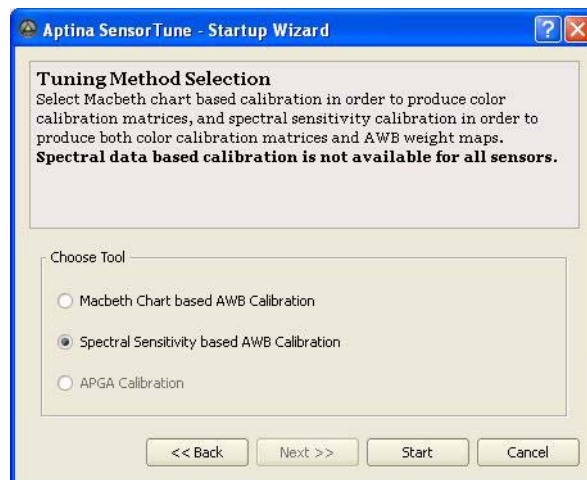 Aptina SensorTune - Startup Wizard
Tuning Method Selection
Select Macbeth chart based calibration in order to produce color
calibration matrices, and spectral sensitivity calibration in order to
produce both color calibration matrices and AWB weight maps.
Spectral data based calibration is not available for all sensors.
Choose Tool
Macbeth Chart based AWB Calibration
Spectral Sensitivity based AWB Calibration
APGA Calibration
<< Back
Next >>
Start
Cancel